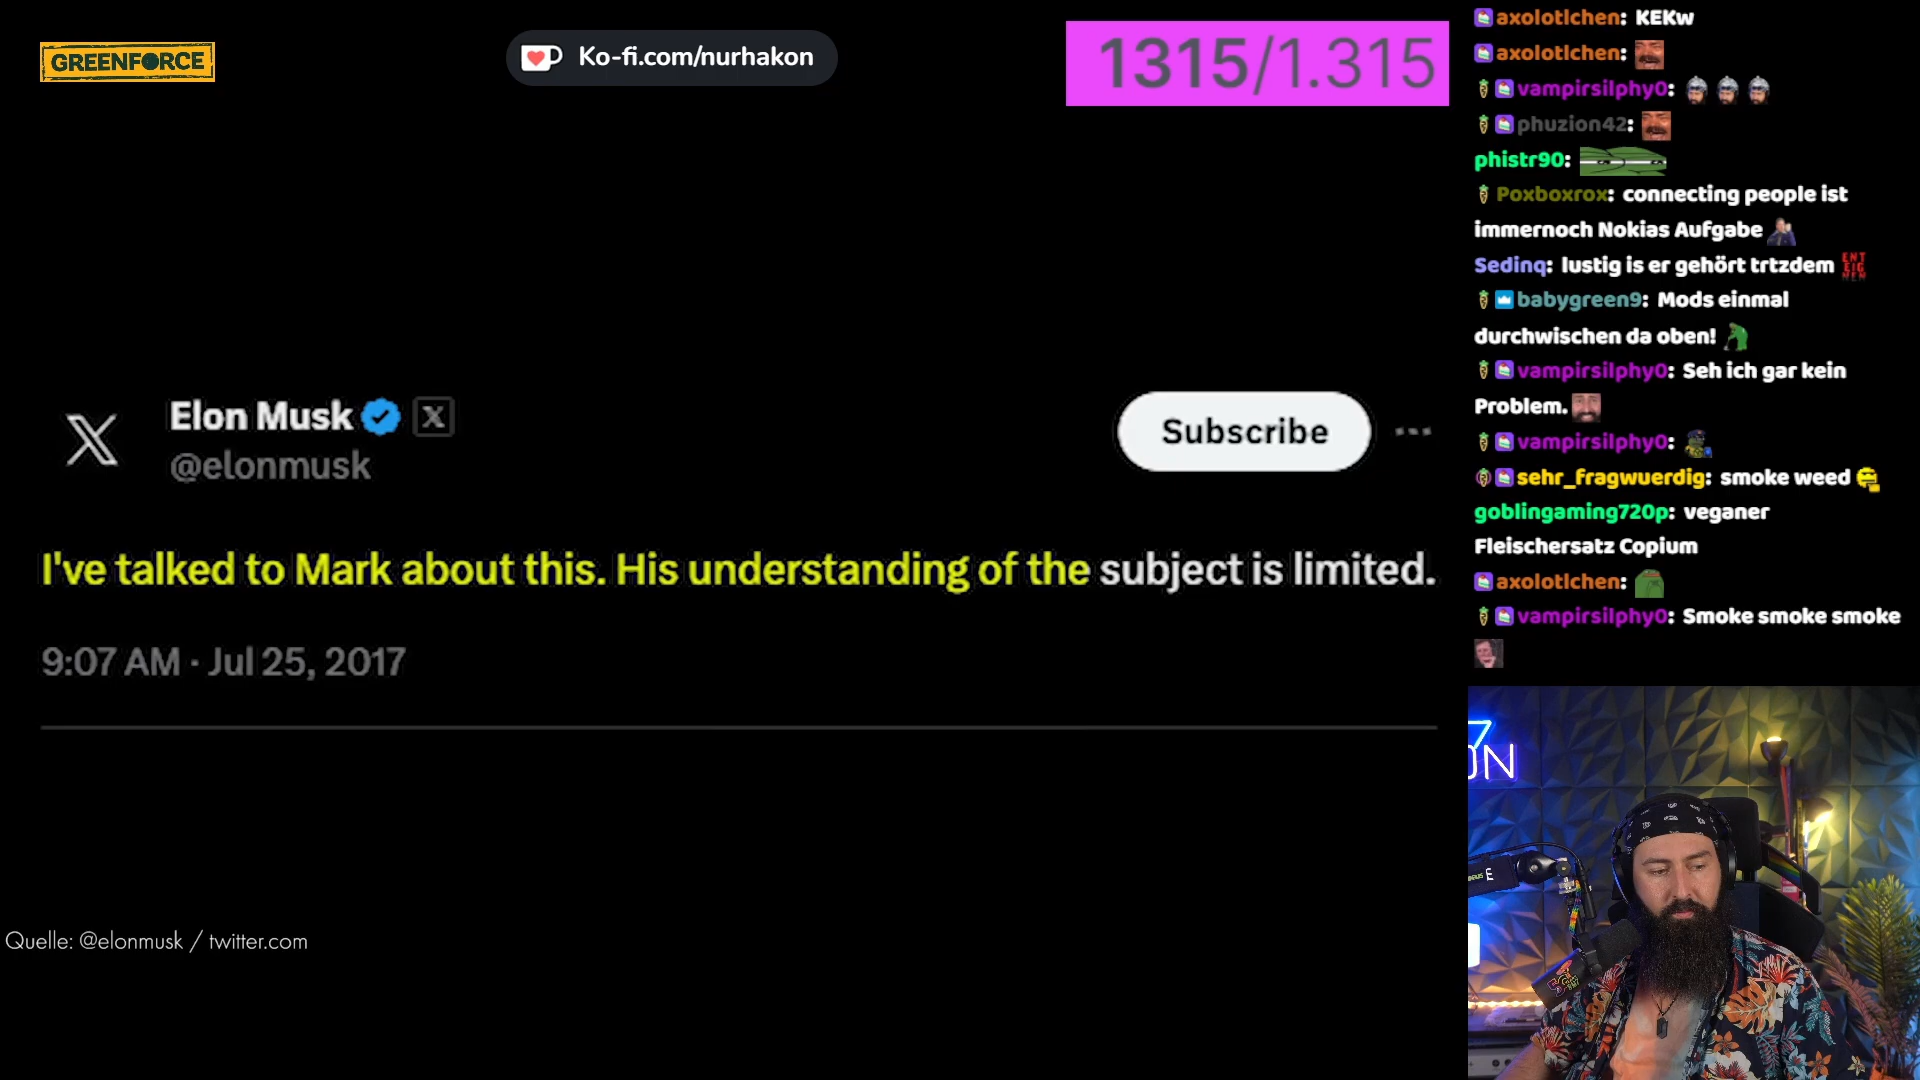 GREENFORCE
Ko-fi.com/nurhakon
1315/1.315
Elon Musk
@elonmusk
Subscribe
I've talked to Mark about this. His understanding of the subject is limited.
9:07 AM · Jul 25, 2017
Quelle: @elonmusk / twitter.com
axolotlchen: KEKw
axolotlchen:
vampirsilphy0:
phuzion42:
phistr90:
Poxboxrox: connecting people ist
immernoch Nokias Aufgabe
Sedinq: lustig is er gehört trtzdem ENT
EIG
NEN
babygreen9: Mods einmal
durchwischen da oben!
vampirsilphy0: Seh ich gar kein
Problem.
vampirsilphy0:
sehr_fragwuerdig: smoke weed
goblingaming720p: veganer
Fleischersatz Copium
axolotlchen:
vampirsilphy0: Smoke smoke smoke
ON